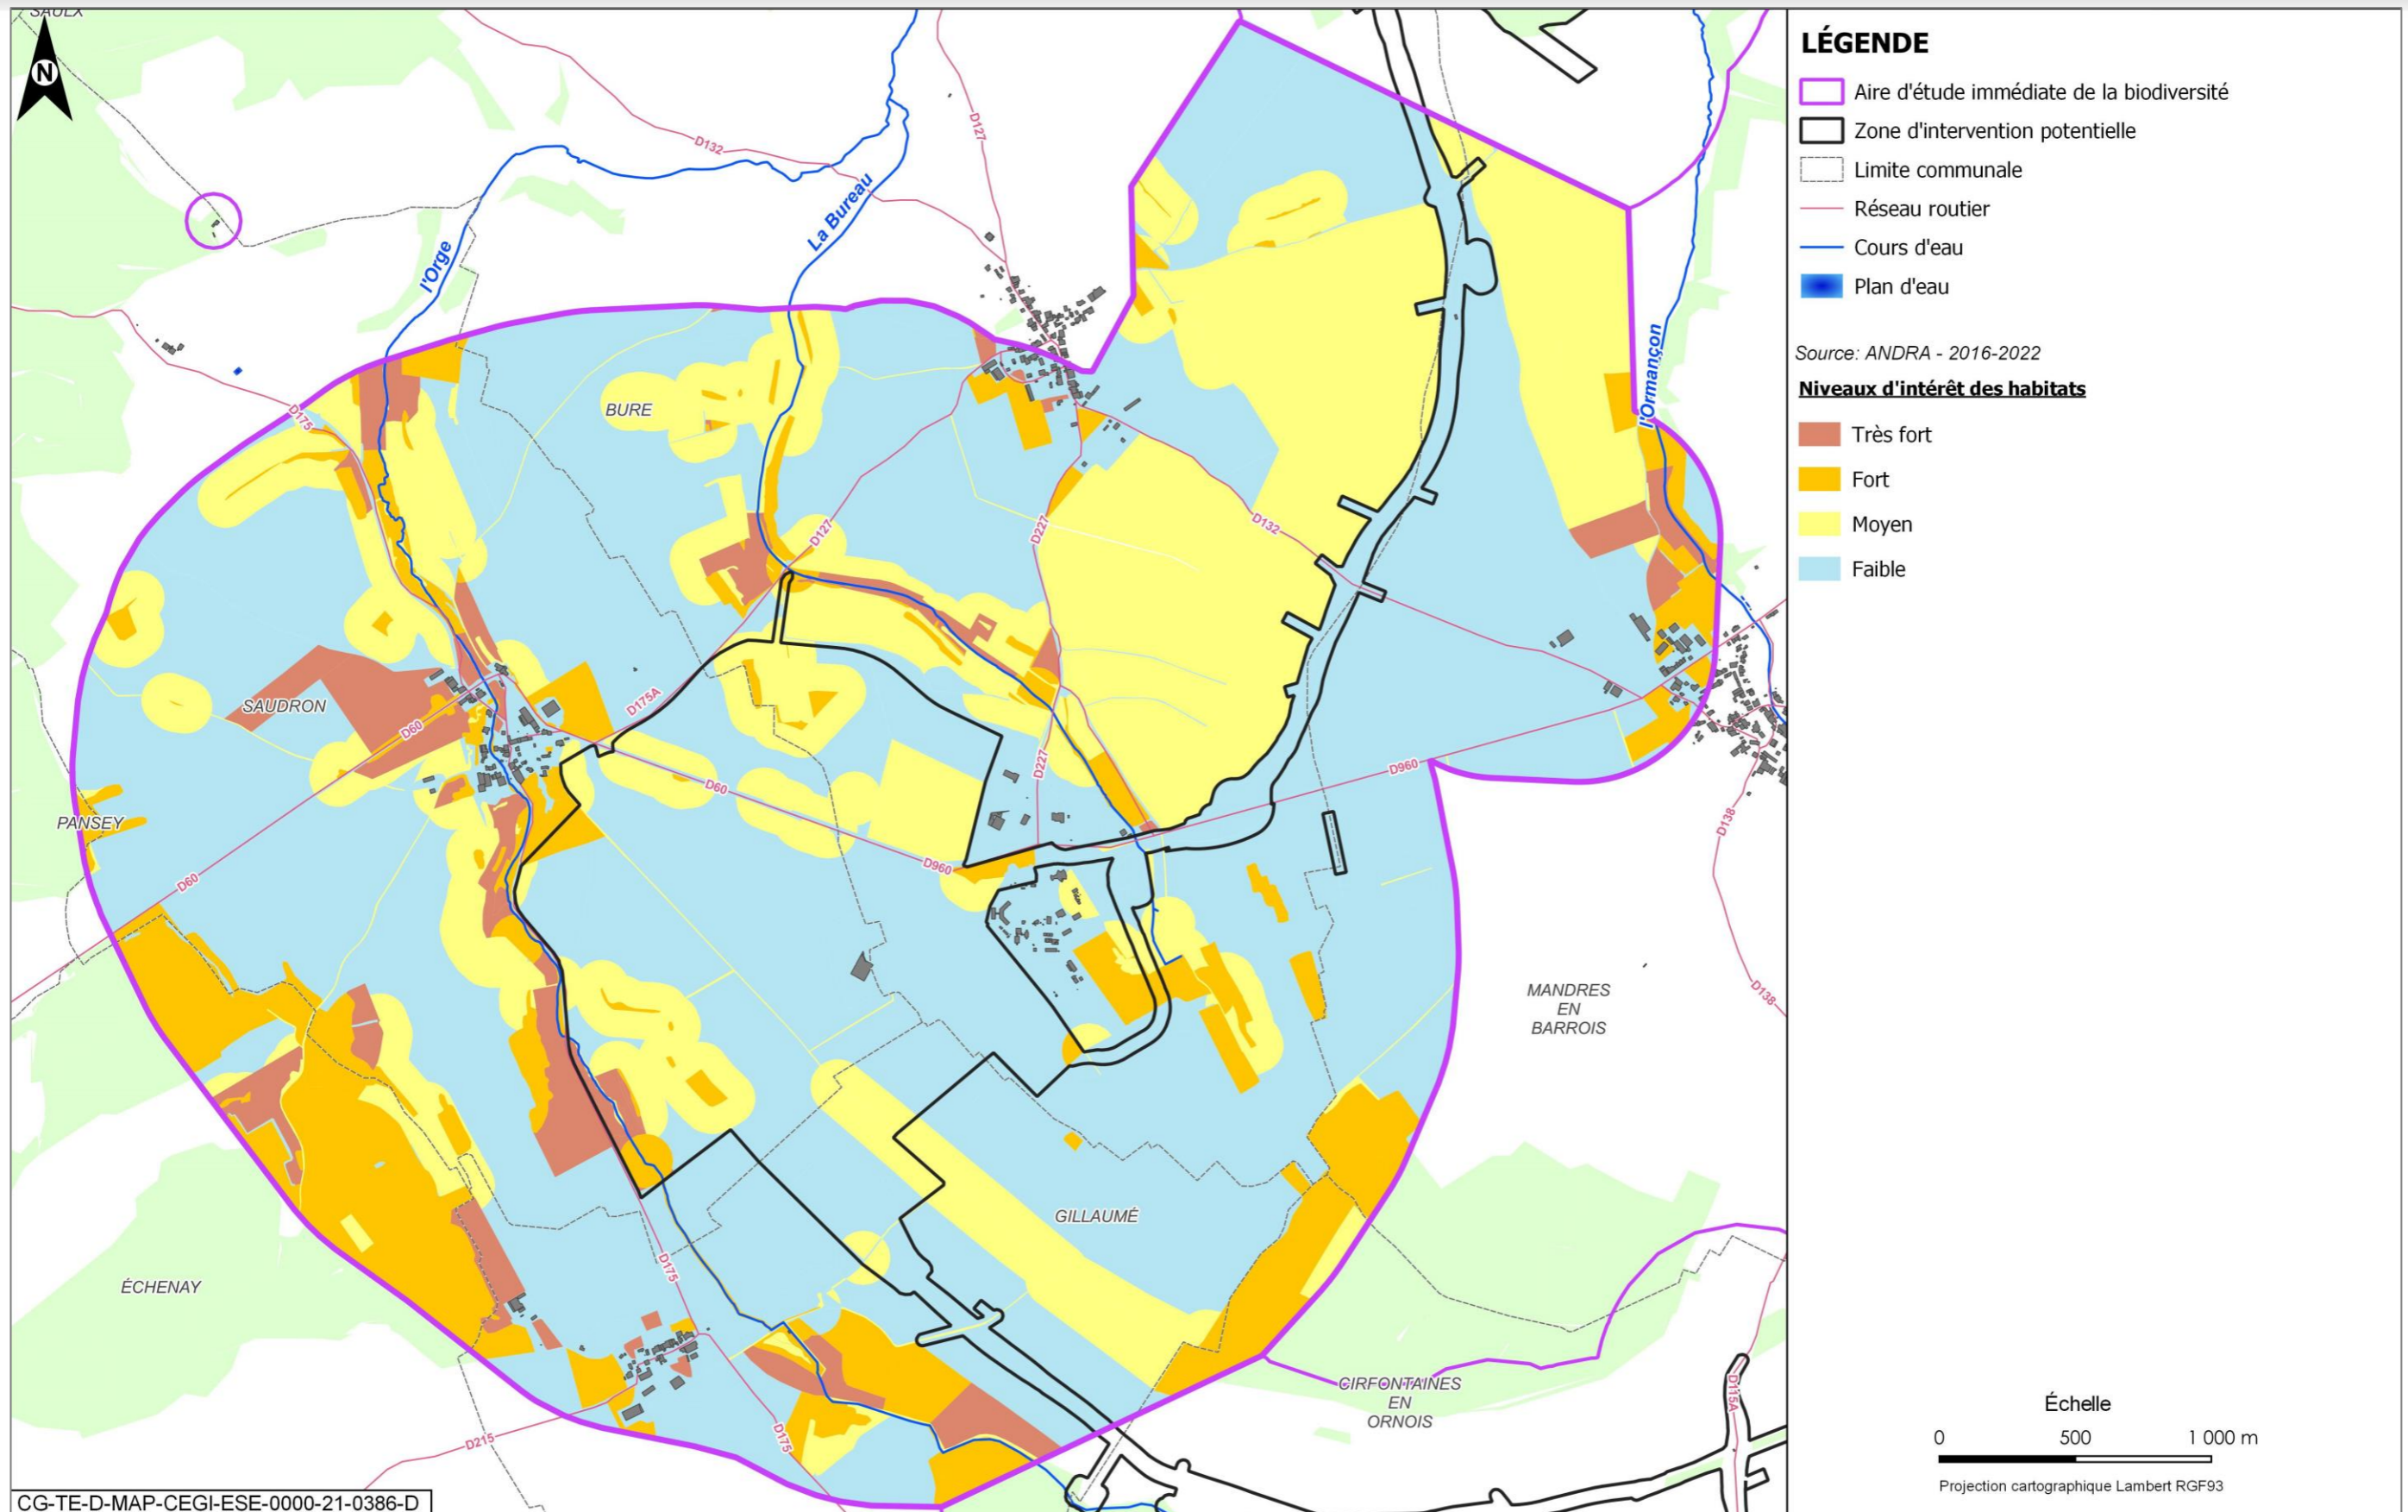 SAULX
N
D132
D127
La Bureau
l'Orge
l'Ormançon
D175
BURE
D127
D227
D132
SAUDRON
D60
D175A
D60
D227
D960
PANSEY
D60
D960
D138
D138
MANDRES
EN
BARROIS
GILLAUMÉ
ÉCHENAY
D175
CIRFONTAINES
EN
ORNOIS
D115A
D215
D175
CG-TE-D-MAP-CEGI-ESE-0000-21-0386-D
LÉGENDE
Aire d'étude immédiate de la biodiversité
Zone d'intervention potentielle
Limite communale
Réseau routier
Cours d'eau
Plan d'eau
Source: ANDRA - 2016-2022
Niveaux d'intérêt des habitats
Très fort
Fort
Moyen
Faible
Échelle
0 500 1 000 m
Projection cartographique Lambert RGF93